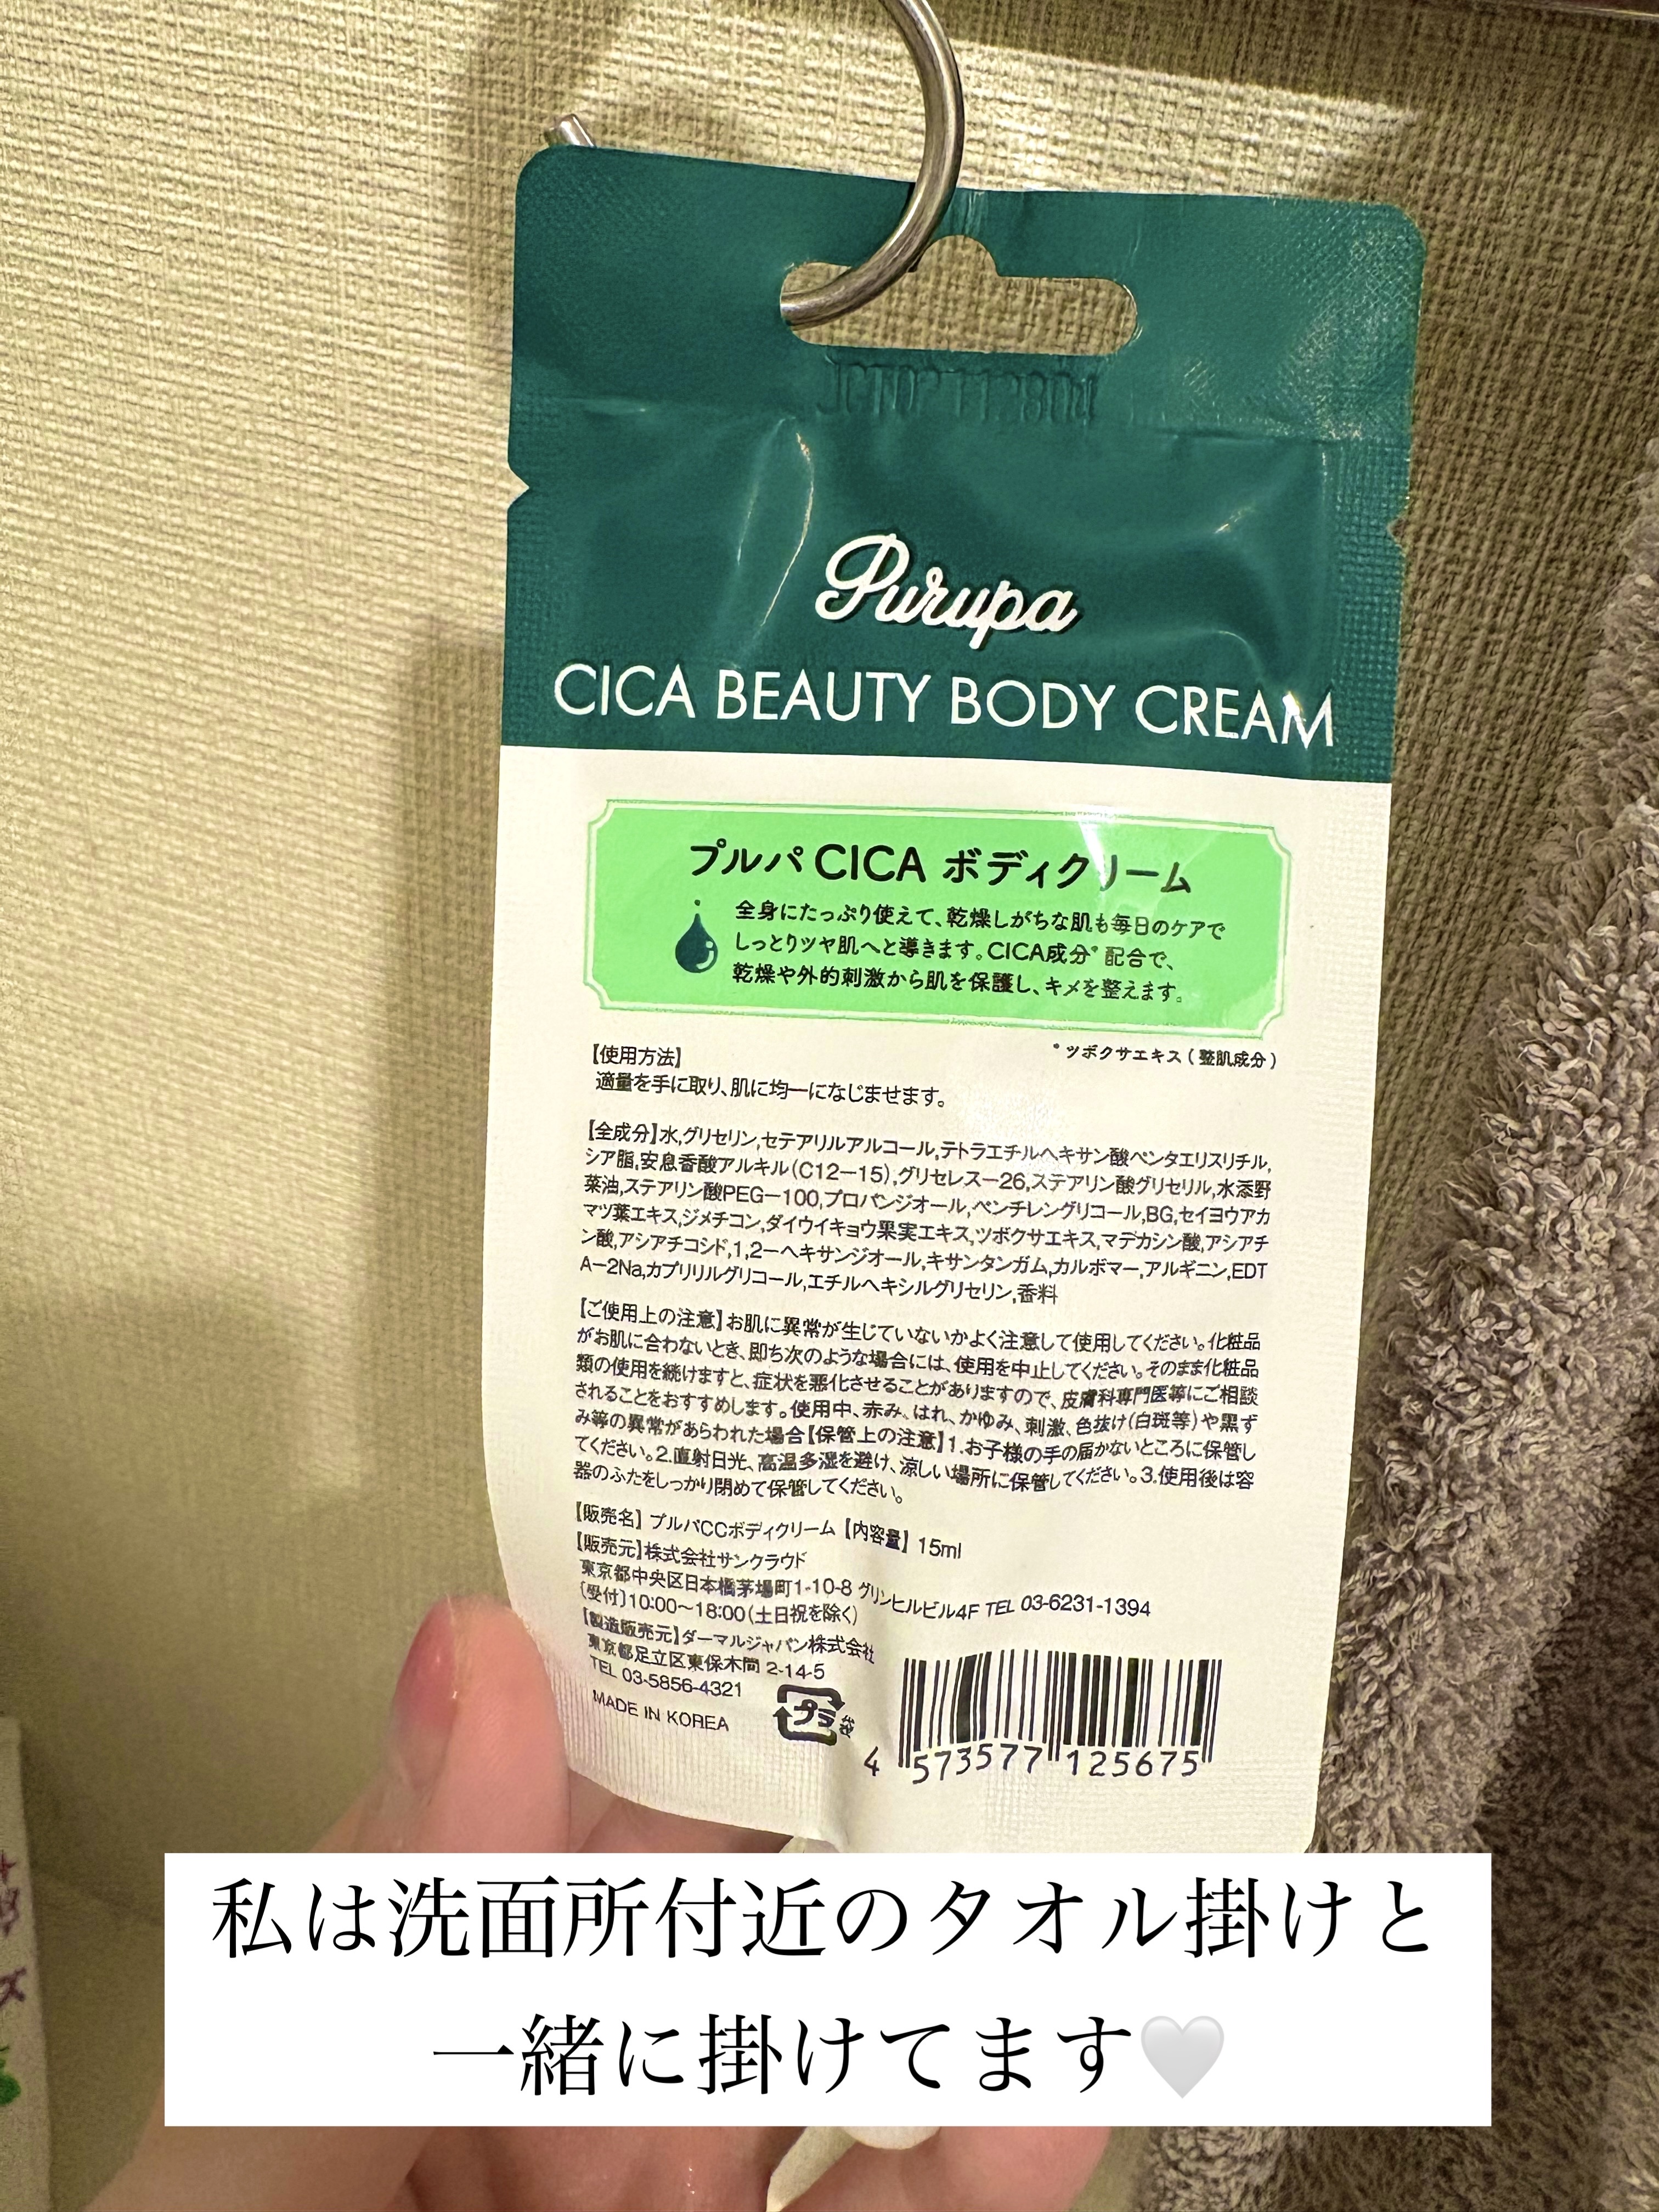 Purupa
CICA BEAUTY BODY CREAM
プルパ CICA ボディクリーム
全身にたっぷり使えて、乾燥しがちな肌も毎日のケアで
しっとりツヤ肌へと導きます。CICA成分*配合で、
乾燥や外的刺激から肌を保護し、キメを整えます。
*ツボクサエキス(整肌成分)
【使用方法】
適量を手に取り、肌に均一になじませます。
【全成分】水,グリセリン,セテアリルアルコール,テトラエチルヘキサン酸ペンタエリスリチル,
シア脂,安息香酸アルキル(C12ー15),グリセレスー26,ステアリン酸グリセリル,水添野
菜油,ステアリン酸PEGー100,プロパンジオール,ペンチレングリコール,BG,セイヨウアカ
マツ葉エキス,ジメチコン,ダイウイキョウ果実エキス,ツボクサエキス,マデカシン酸,アシアチ
ン酸,アシアチコシド,1,2ーヘキサンジオール,キサンタンガム,カルボマー,アルギニン,EDT
Aー2Na,カプリリルグリコール,エチルヘキシルグリセリン,香料
【ご使用上の注意】お肌に異常が生じていないかよく注意して使用してください。化粧品
がお肌に合わないとき、即ち次のような場合には、使用を中止してください。そのまま化粧品
類の使用を続けますと、症状を悪化させることがありますので、皮膚科専門医等にご相談
されることをおすすめします。使用中、赤み、はれ、かゆみ、刺激、色抜け(白斑等)や黒ず
み等の異常があらわれた場合【保管上の注意】1.お子様の手の届かないところに保管し
てください。2.直射日光、高温多湿を避け、涼しい場所に保管してください。3.使用後は容
器のふたをしっかり閉めて保管してください。
【販売名】プルパCCボディクリーム【内容量】15ml
【販売元】株式会社サンクラウド
東京都中央区日本橋茅場町1-10-8 グリンヒルビル4F TEL 03-6231-1394
(受付)10:00〜18:00(土日祝を除く)
【製造販売元】ダーマルジャパン株式会社
東京都足立区東保木間 2-14-5
TEL 03-5856-4321
MADE IN KOREA
プラ
袋
4 573577 125675
私は洗面所付近のタオル掛けと
一緒に掛けてます🤍